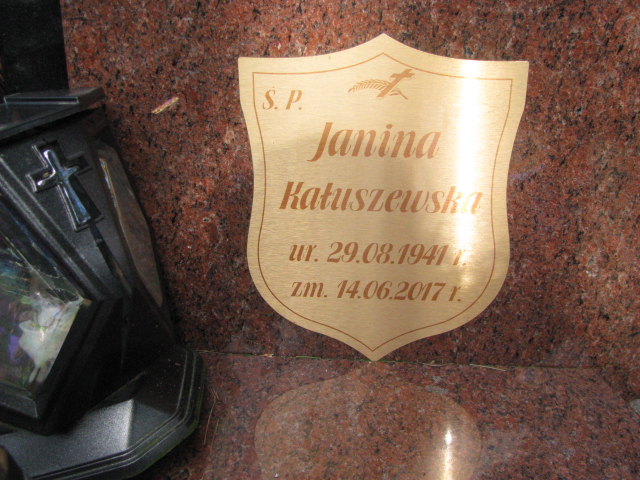 Ś. P.
Janina
Kałuszewska
ur. 29.08.1941 r.
zm. 14.06.2017 r.